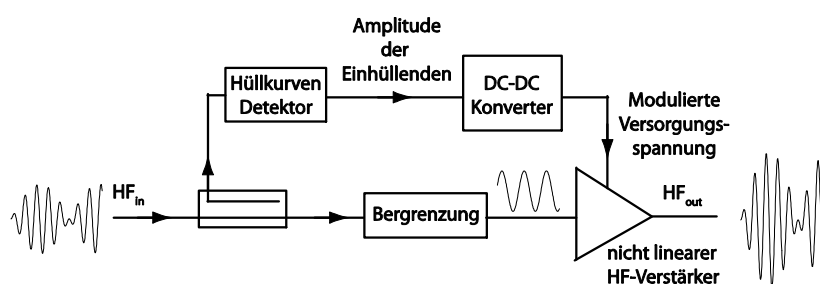 Amplitude
der
Einhüllenden
Hüllkurven
Detektor
DC-DC
Konverter
Modulierte
Versorgungs-
spannung
HFin
Bergrenzung
HFout
nicht linearer
HF-Verstärker